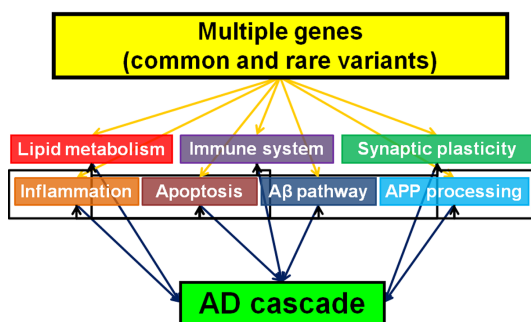 Multiple genes
(common and rare variants)
Lipid metabolism Immune system Synaptic plasticity
Inflammation Apoptosis Aβ pathway APP processing
AD cascade